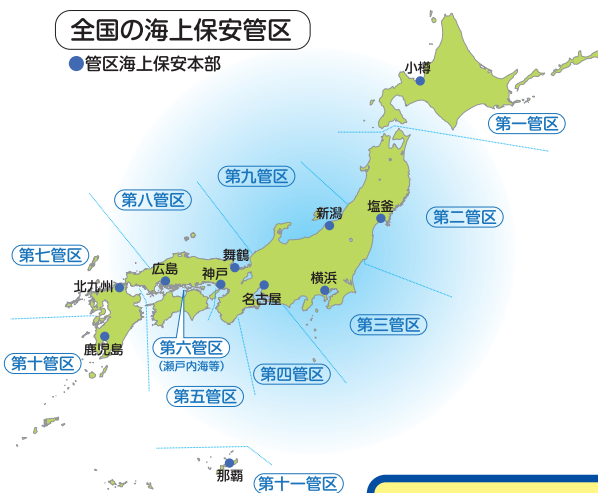 全国の海上保安管区
●管区海上保安本部
小樽
第一管区
第九管区
第八管区
塩釜
新潟
第二管区
第七管区
舞鶴
広島
神戸
横浜
北九州
名古屋
第三管区
鹿児島
第六管区
(瀬戸内海等)
第十管区
第四管区
第五管区
那覇
第十一管区